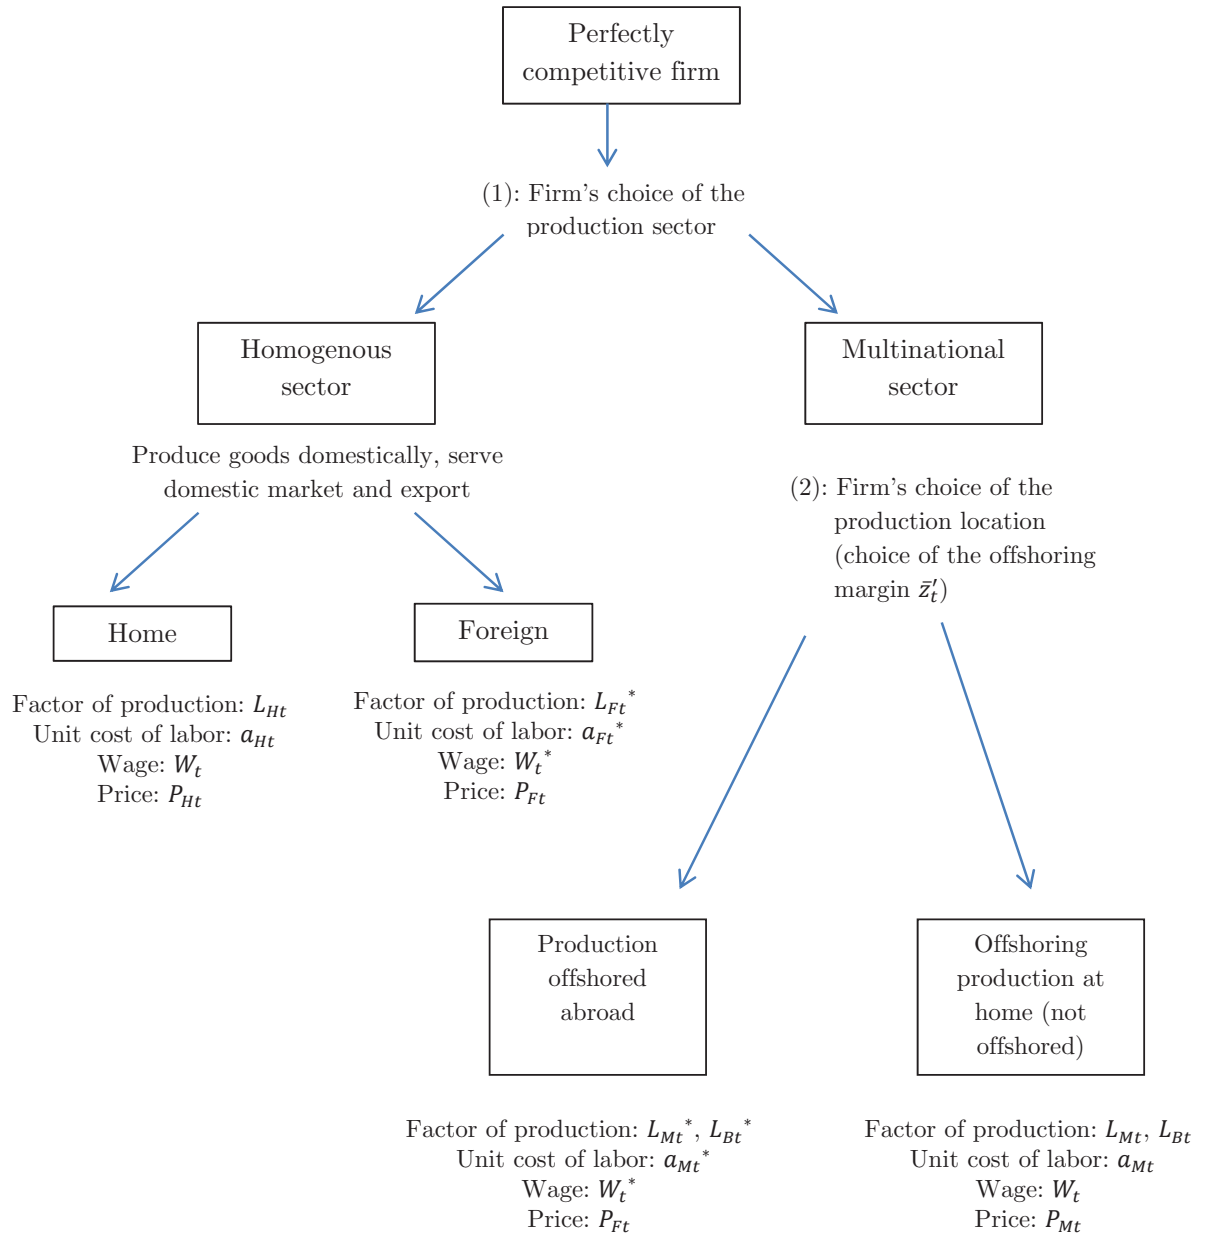 Perfectly
competitive firm
(1): Firm's choice of the
production sector
Homogenous
sector
Multinational
sector
Produce goods domestically, serve
domestic market and export
(2): Firm's choice of the
production location
(choice of the offshoring
margin z̄′ₜ)
Home
Foreign
Factor of production: L_Ht
Unit cost of labor: a_Ht
Wage: W_t
Price: P_Ht
Factor of production: L_Ft*
Unit cost of labor: a_Ft*
Wage: W_t*
Price: P_Ft
Production
offshored
abroad
Offshoring
production at
home (not
offshored)
Factor of production: L_Mt*, L_Bt*
Unit cost of labor: a_Mt*
Wage: W_t*
Price: P_Ft
Factor of production: L_Mt, L_Bt
Unit cost of labor: a_Mt
Wage: W_t
Price: P_Mt